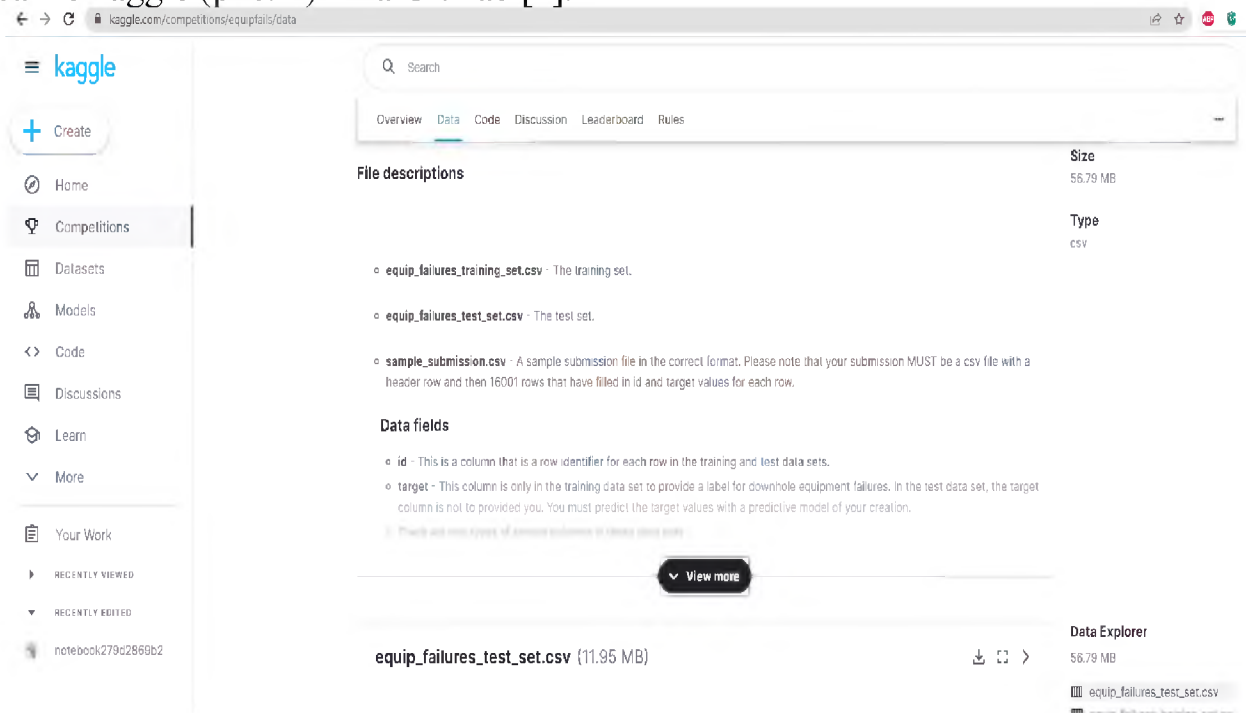 kaggle.com/competitions/equipfails/data
ABP
kaggle
Search
Create
Overview Data Code Discussion Leaderboard Rules
Home
Competitions
Datasets
Models
Code
Discussions
Learn
More
Your Work
RECENTLY VIEWED
RECENTLY EDITED
notebook279d2869b2
File descriptions
equip_failures_training_set.csv - The training set.
equip_failures_test_set.csv - The test set.
sample_submission.csv - A sample submission file in the correct format. Please note that your submission MUST be a csv file with a
header row and then 16001 rows that have filled in id and target values for each row.
Data fields
id - This is a column that is a row identifier for each row in the training and test data sets.
target - This column is only in the training data set to provide a label for downhole equipment failures. In the test data set, the target
column is not to provided you. You must predict the target values with a predictive model of your creation.
View more
equip_failures_test_set.csv (11.95 MB)
Size
56.79 MB
Type
csv
Data Explorer
56.79 MB
equip_failures_test_set.csv